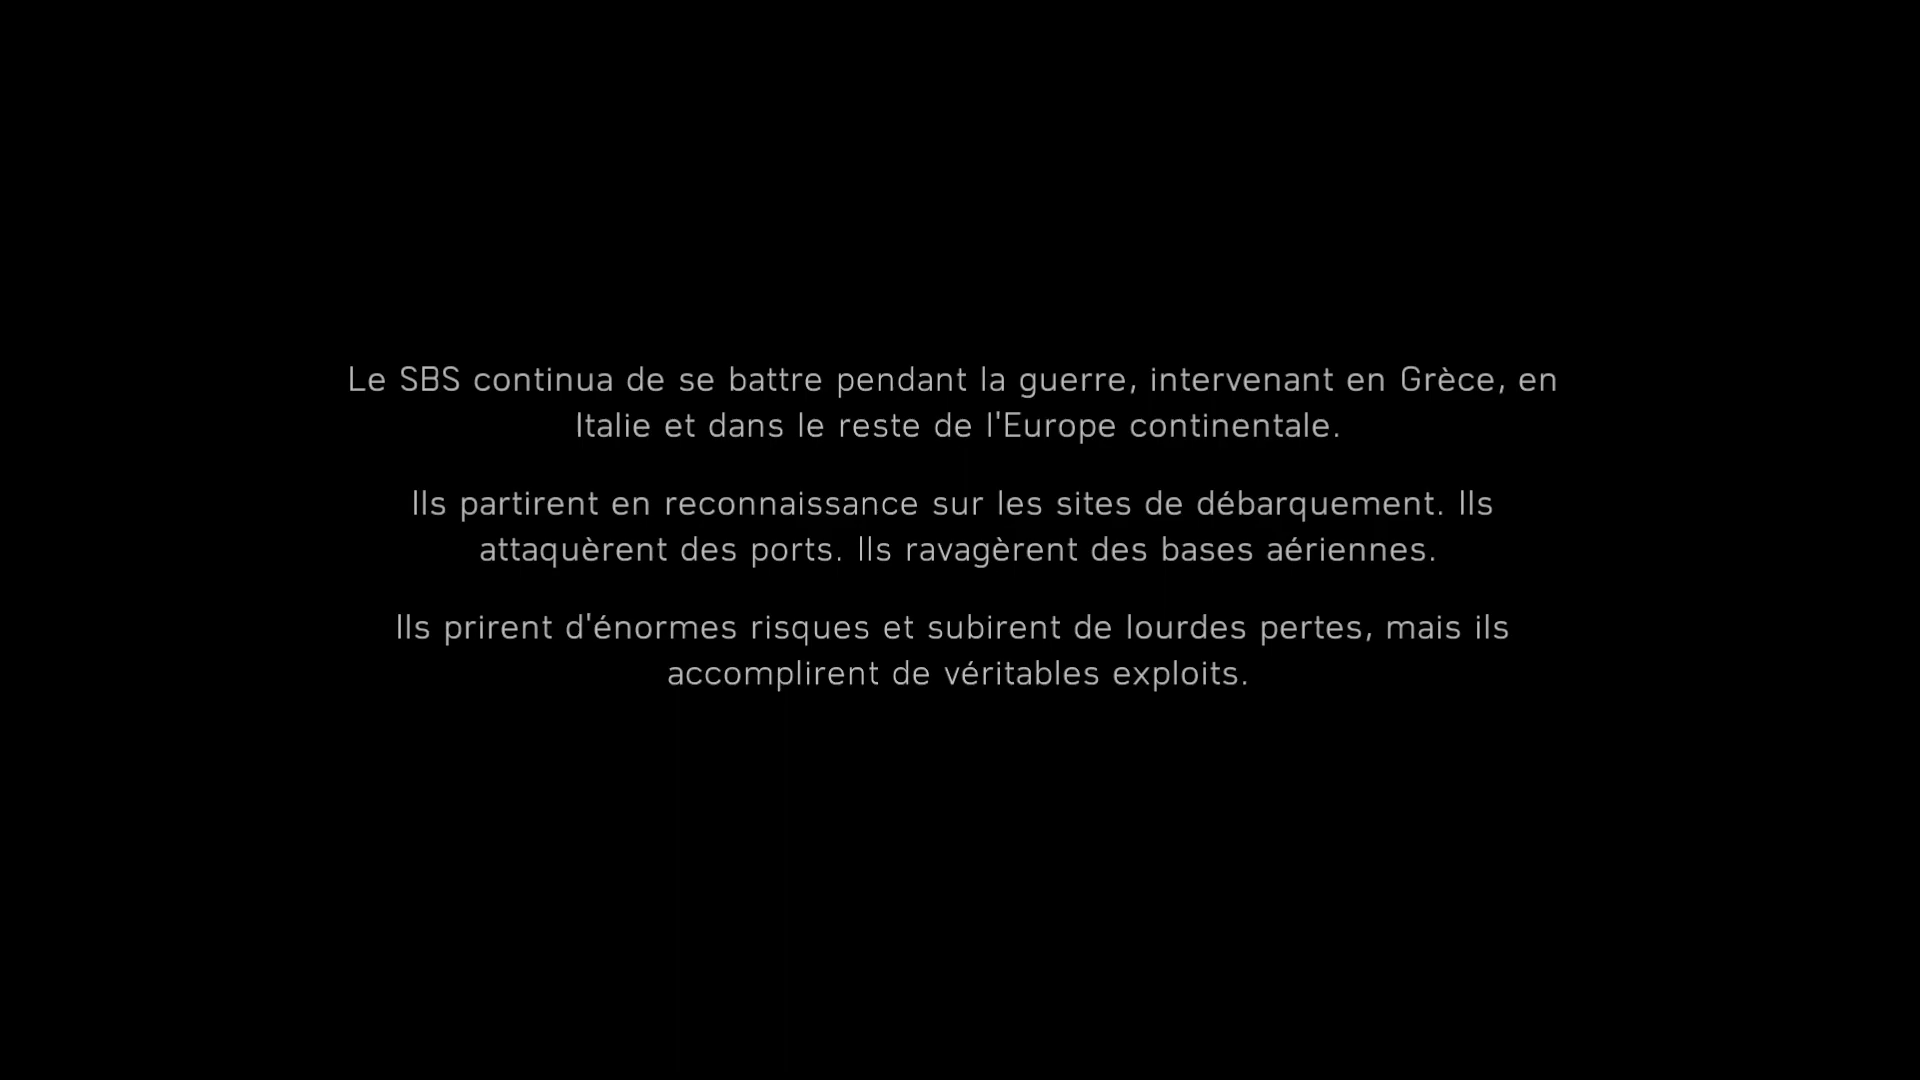 Le SBS continua de se battre pendant la guerre, intervenant en Grèce, en
Italie et dans le reste de l'Europe continentale.
Ils partirent en reconnaissance sur les sites de débarquement. Ils
attaquèrent des ports. Ils ravagèrent des bases aériennes.
Ils prirent d'énormes risques et subirent de lourdes pertes, mais ils
accomplirent de véritables exploits.